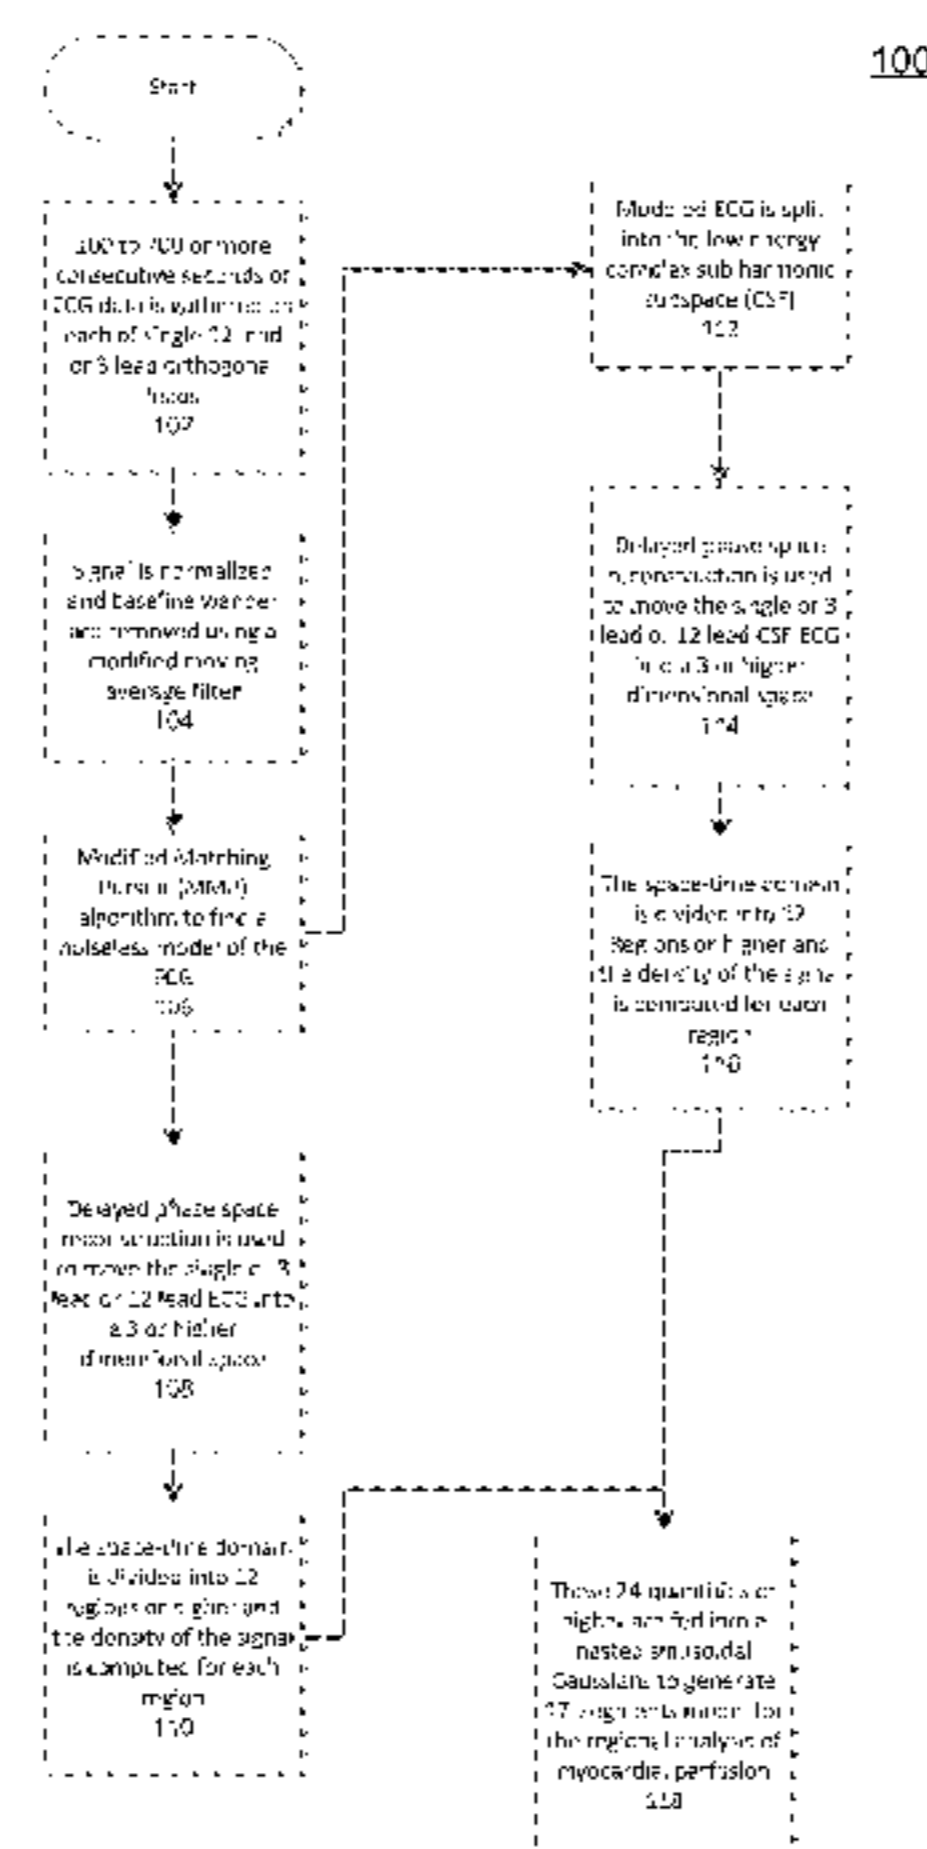 100
Start
consecutive seconds of
ECG data is gathered on
each of single 12 lead
or 3 lead orthogonal
leads
102
Signal is normalized
and baseline wander
are removed using a
modified moving
average filter
104
Modified Matching
Pursuit (MMP)
algorithm to find a
noiseless model of the
ECG
106
Delayed phase space
reconstruction is used
to move the single or 3
lead or 12 lead ECG into
a 3 or higher
dimensional space
108
The space-time domain
is divided into 12
regions or higher and
the density of the signal
is computed for each
region
110
Modeled ECG is split
into the low energy
complex sub harmonic
(CSF)
112
Delayed phase space
reconstruction is used
to move the single or 3
lead or 12 lead CSF ECG
into a 3 or higher
dimensional space
114
The space-time domain
is divided into 12
Regions or higher and
the density of the signal
is computed for each
region
116
These 24 quantities or
higher are fed into a
nested sinusoidal
Gaussians to generate
17 segments model for
the regional analysis of
myocardial perfusion
118